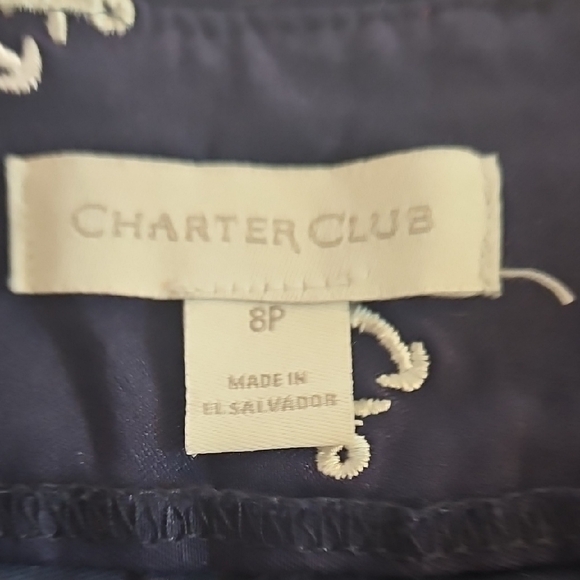 CHARTER CLUB
8P
MADE IN
EL SALVADOR